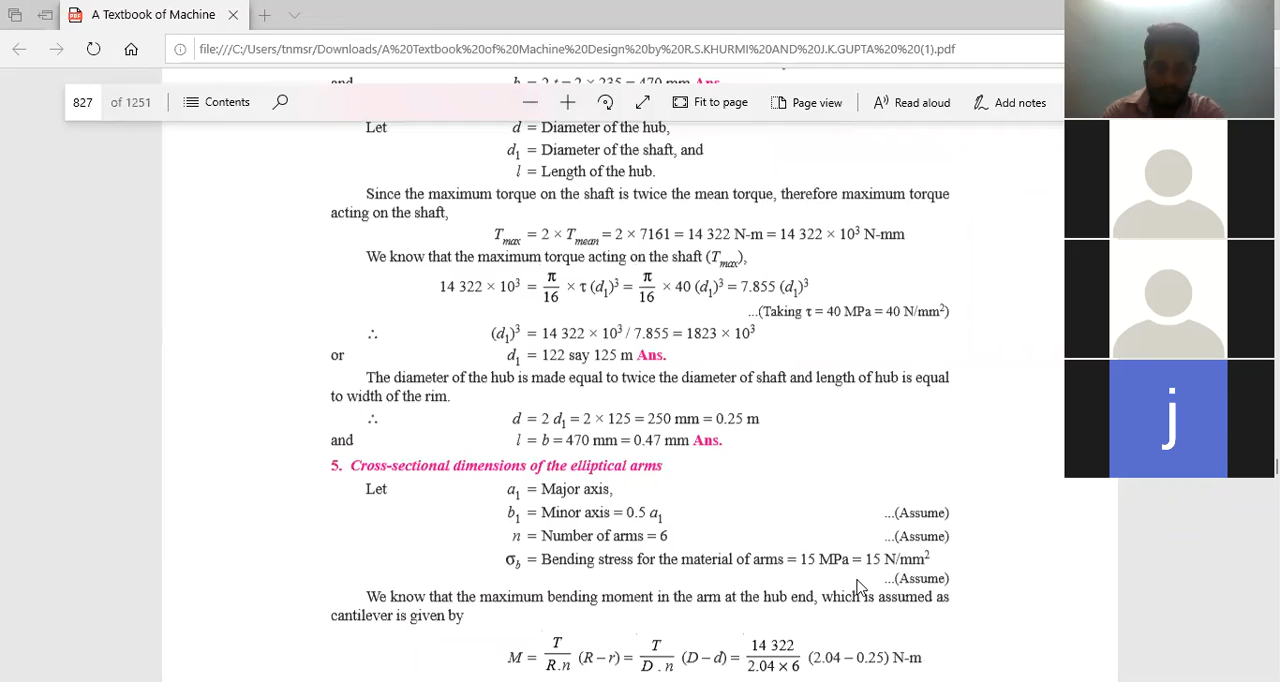 A Textbook of Machine
file:///C:/Users/tnmsr/Downloads/A%20Textbook%20of%20Machine%20Design%20by%20R.S.KHURMI%20AND%20J.K.GUPTA%20%20(1).pdf
and b = 2 t = 2 × 235 = 470 mm Ans.
827 of 1251 Contents Fit to page Page view Read aloud Add notes
Let d = Diameter of the hub,
d1 = Diameter of the shaft, and
l = Length of the hub.
Since the maximum torque on the shaft is twice the mean torque, therefore maximum torque
acting on the shaft,
Tmax = 2 × Tmean = 2 × 7161 = 14 322 N-m = 14 322 × 10³ N-mm
We know that the maximum torque acting on the shaft (Tmax),
14 322 × 10³ = π/16 × τ (d1)³ = π/16 × 40 (d1)³ = 7.855 (d1)³
...(Taking τ = 40 MPa = 40 N/mm²)
∴ (d1)³ = 14 322 × 10³ / 7.855 = 1823 × 10³
or d1 = 122 say 125 m Ans.
The diameter of the hub is made equal to twice the diameter of shaft and length of hub is equal
to width of the rim.
∴ d = 2 d1 = 2 × 125 = 250 mm = 0.25 m
and l = b = 470 mm = 0.47 mm Ans.
5. Cross-sectional dimensions of the elliptical arms
Let a1 = Major axis,
b1 = Minor axis = 0.5 a1 ...(Assume)
n = Number of arms = 6 ...(Assume)
σb = Bending stress for the material of arms = 15 MPa = 15 N/mm²
...(Assume)
We know that the maximum bending moment in the arm at the hub end, which is assumed as
cantilever is given by
M = T/R.n (R – r) = T/D.n (D – d) = 14 322/2.04 × 6 (2.04 – 0.25) N-m
j